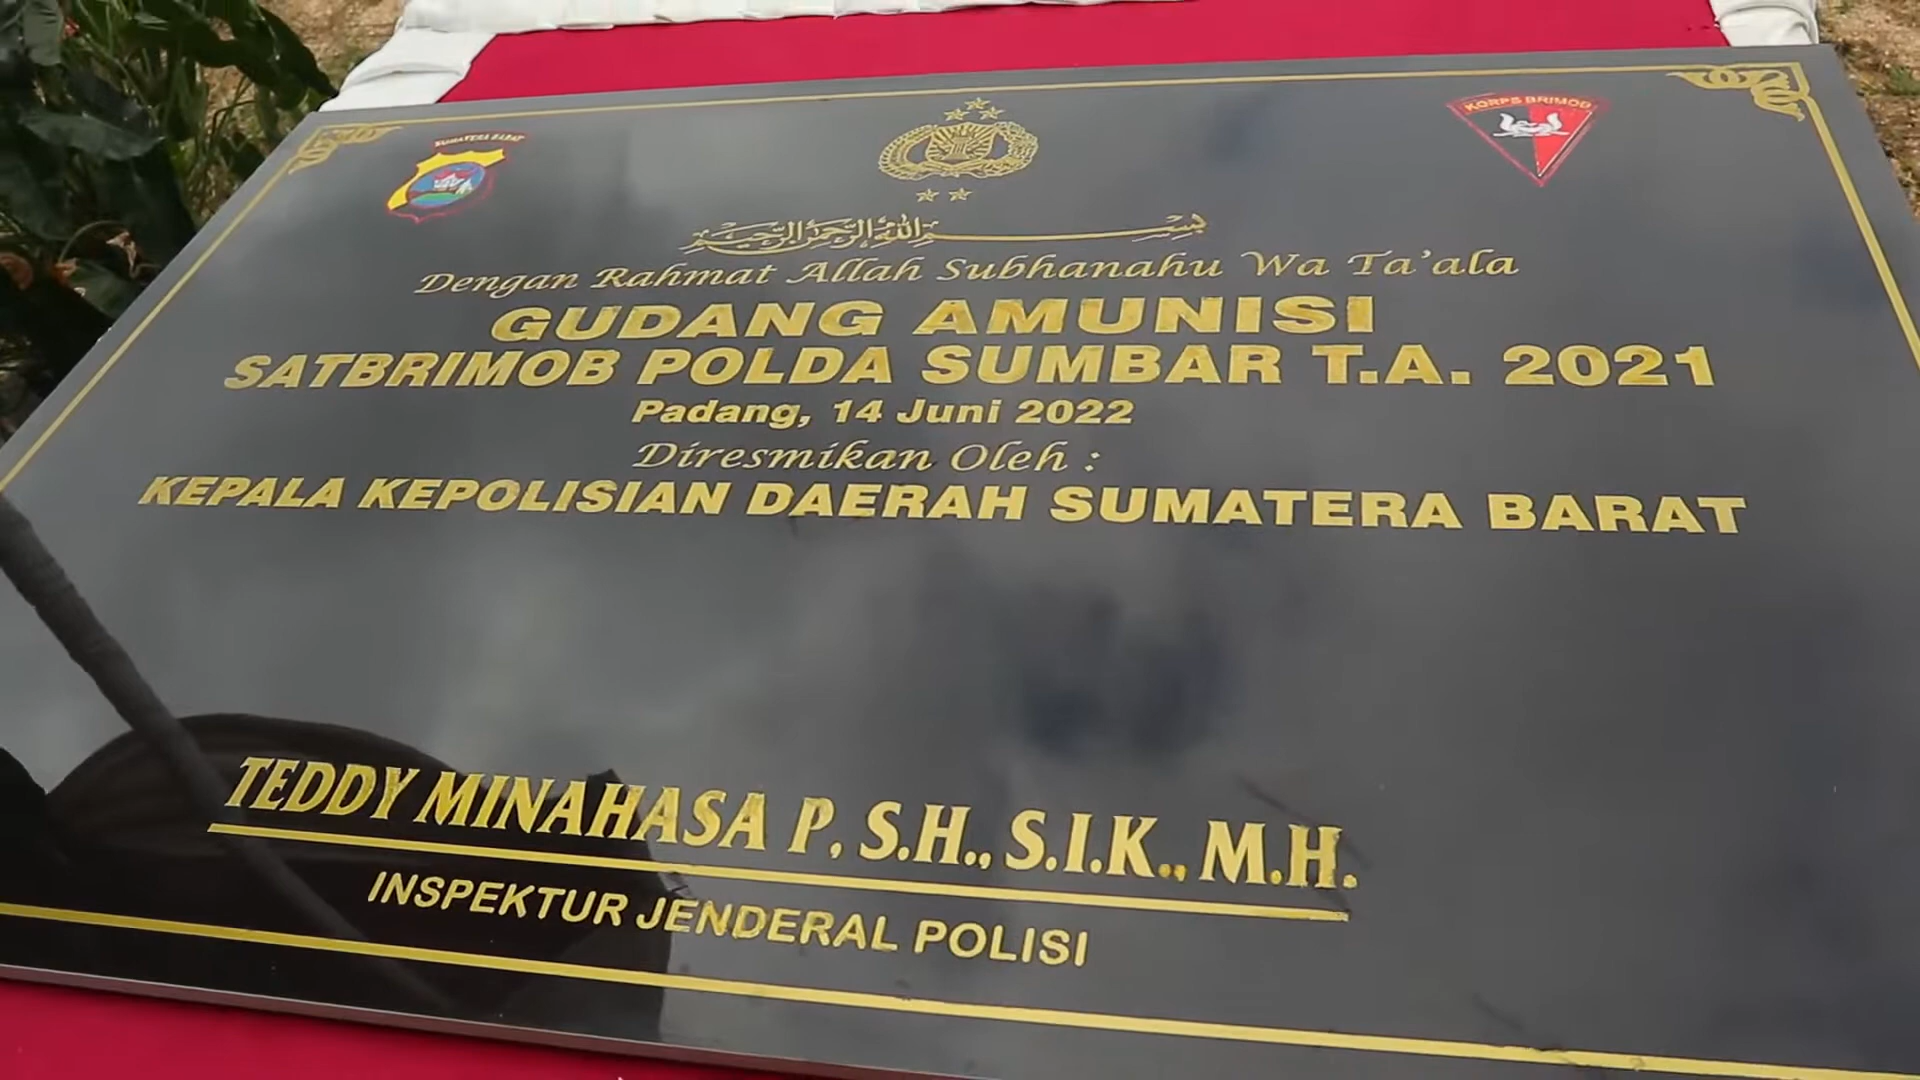 SUMATERA BARAT
KORPS BRIMOB
بسم الله الرحمن الرحيم
Dengan Rahmat Allah Subhanahu Wa Ta'ala
GUDANG AMUNISI
SATBRIMOB POLDA SUMBAR T.A. 2021
Padang, 14 Juni 2022
Diresmikan Oleh :
KEPALA KEPOLISIAN DAERAH SUMATERA BARAT
TEDDY MINAHASA P, S.H., S.I.K., M.H.
INSPEKTUR JENDERAL POLISI